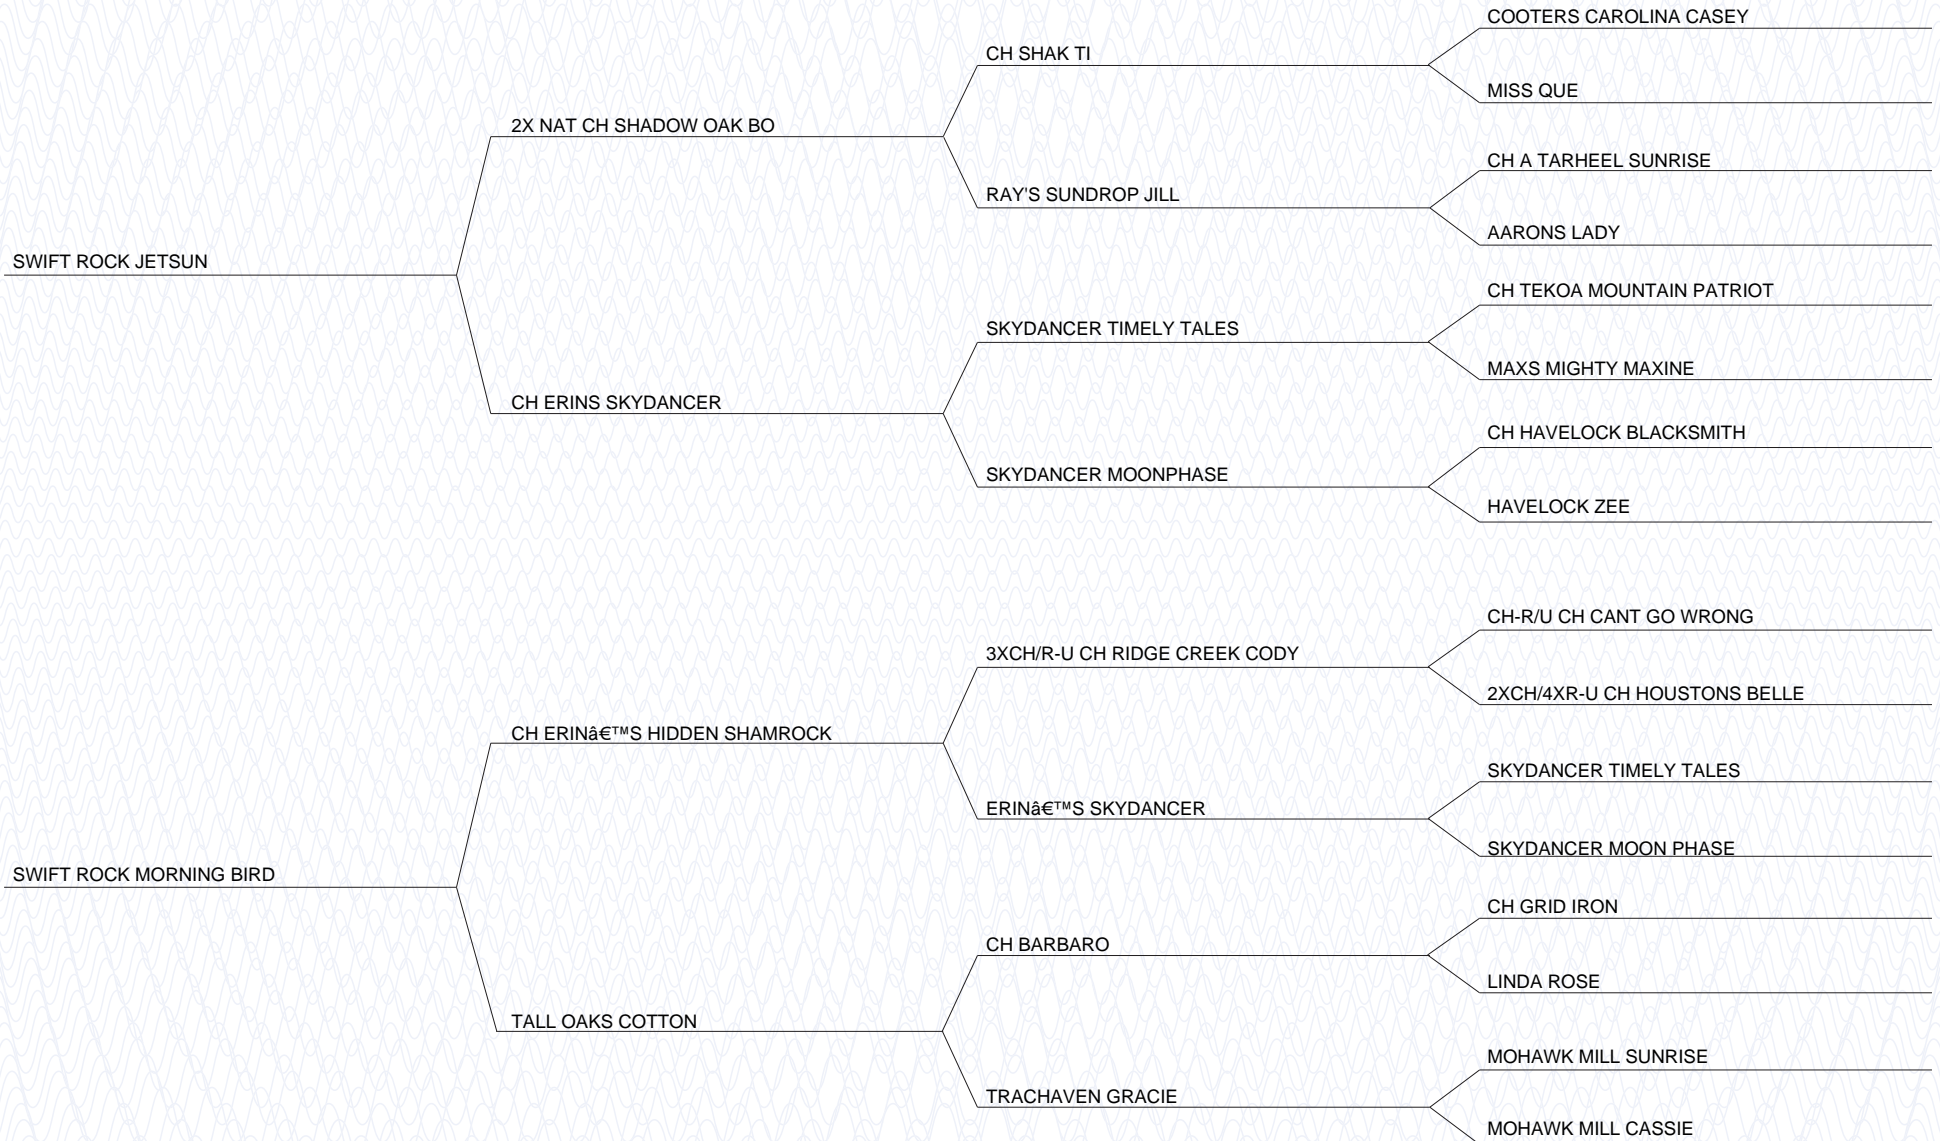 COOTERS CAROLINA CASEY
CH SHAK TI
MISS QUE
2X NAT CH SHADOW OAK BO
CH A TARHEEL SUNRISE
RAY'S SUNDROP JILL
AARONS LADY
SWIFT ROCK JETSUN
CH TEKOA MOUNTAIN PATRIOT
SKYDANCER TIMELY TALES
MAXS MIGHTY MAXINE
CH ERINS SKYDANCER
CH HAVELOCK BLACKSMITH
SKYDANCER MOONPHASE
HAVELOCK ZEE
CH-R/U CH CANT GO WRONG
3XCH/R-U CH RIDGE CREEK CODY
2XCH/4XR-U CH HOUSTONS BELLE
CH ERINâ€™S HIDDEN SHAMROCK
SKYDANCER TIMELY TALES
ERINâ€™S SKYDANCER
SKYDANCER MOON PHASE
SWIFT ROCK MORNING BIRD
CH GRID IRON
CH BARBARO
LINDA ROSE
TALL OAKS COTTON
MOHAWK MILL SUNRISE
TRACHAVEN GRACIE
MOHAWK MILL CASSIE